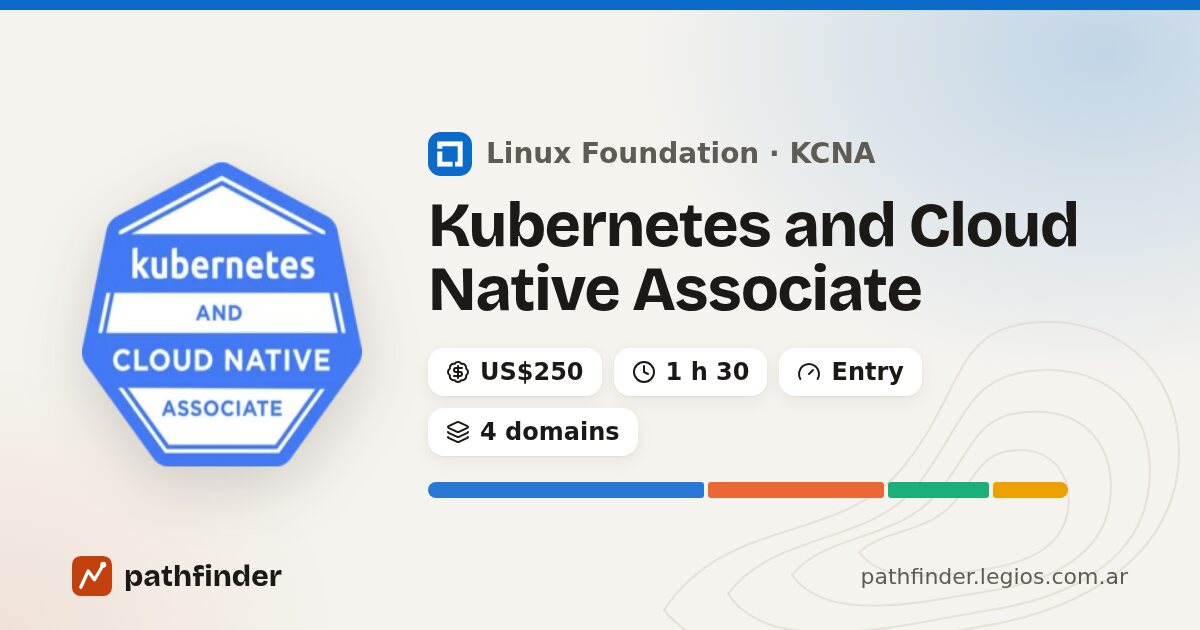 kubernetes
AND
CLOUD NATIVE
ASSOCIATE
Linux Foundation · KCNA
Kubernetes and Cloud
Native Associate
US$250
1 h 30
Entry
4 domains
pathfinder
pathfinder.legios.com.ar